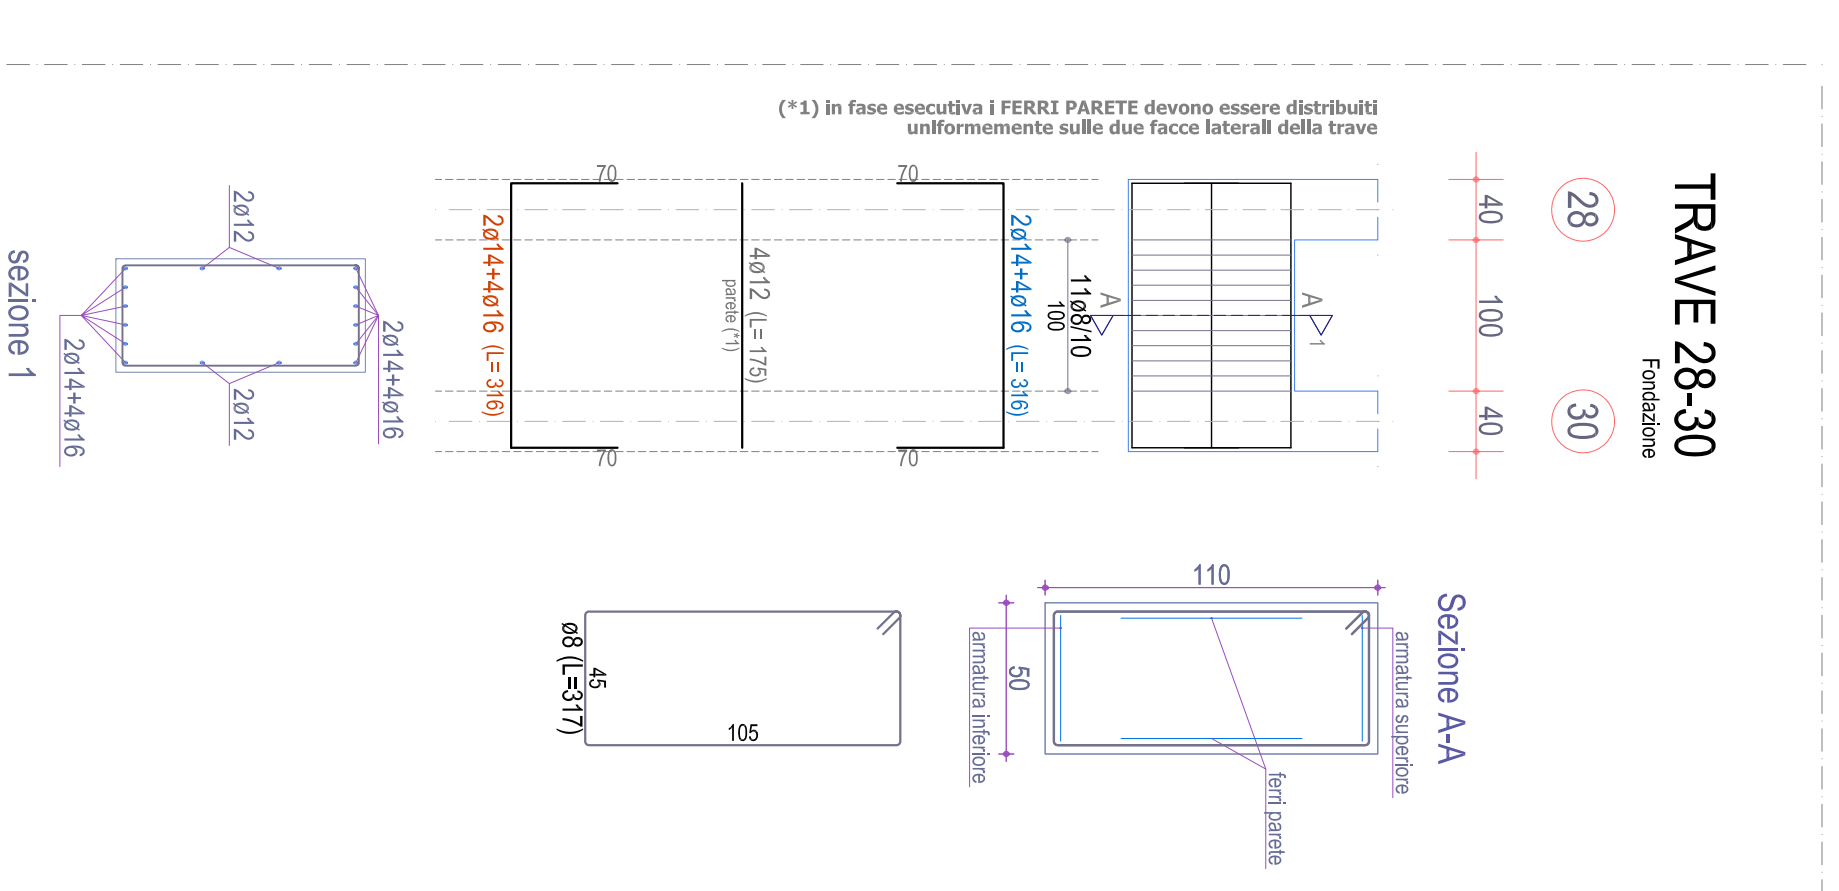 TRAVE 28-30
Fondazione
28
30
40
100
40
(*1) in fase esecutiva i FERRI PARETE devono essere distribuiti
uniformemente sulle due facce laterali della trave
A
A
1
11ø8/10
100
2ø14+4ø16 (L= 316)
70
70
4ø12 (L= 175)
parete (*1)
70
70
2ø14+4ø16 (L= 316)
2ø14+4ø16
2ø12
2ø12
2ø14+4ø16
sezione 1
Sezione A-A
armatura superiore
ferri parete
110
50
armatura inferiore
105
45
ø8 (L=317)